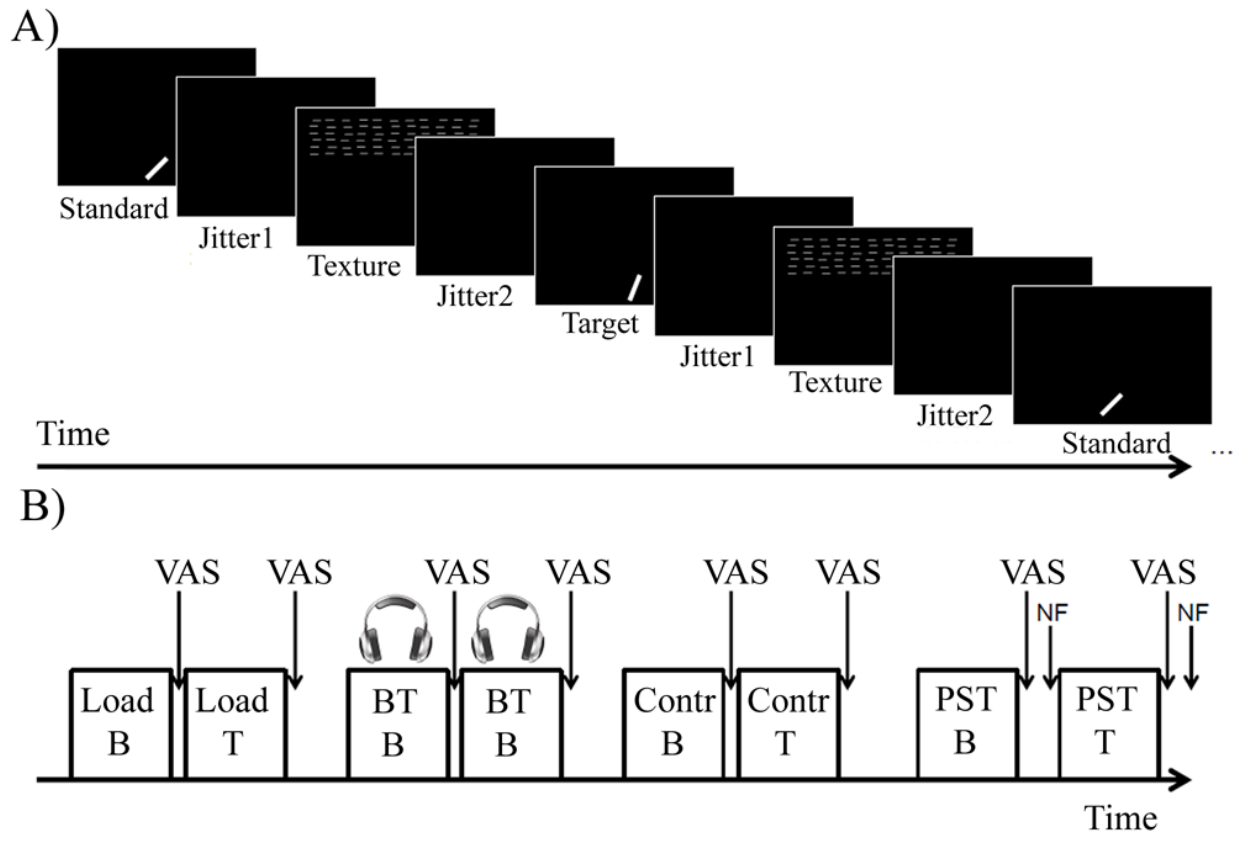 A)
Standard
Jitter1
Texture
Jitter2
Target
Jitter1
Texture
Jitter2
Standard
...
Time
B)
VAS VAS VAS VAS VAS VAS VAS VAS
NF NF
Load Load BT BT Contr Contr PST PST
B T B B B T B T
Time